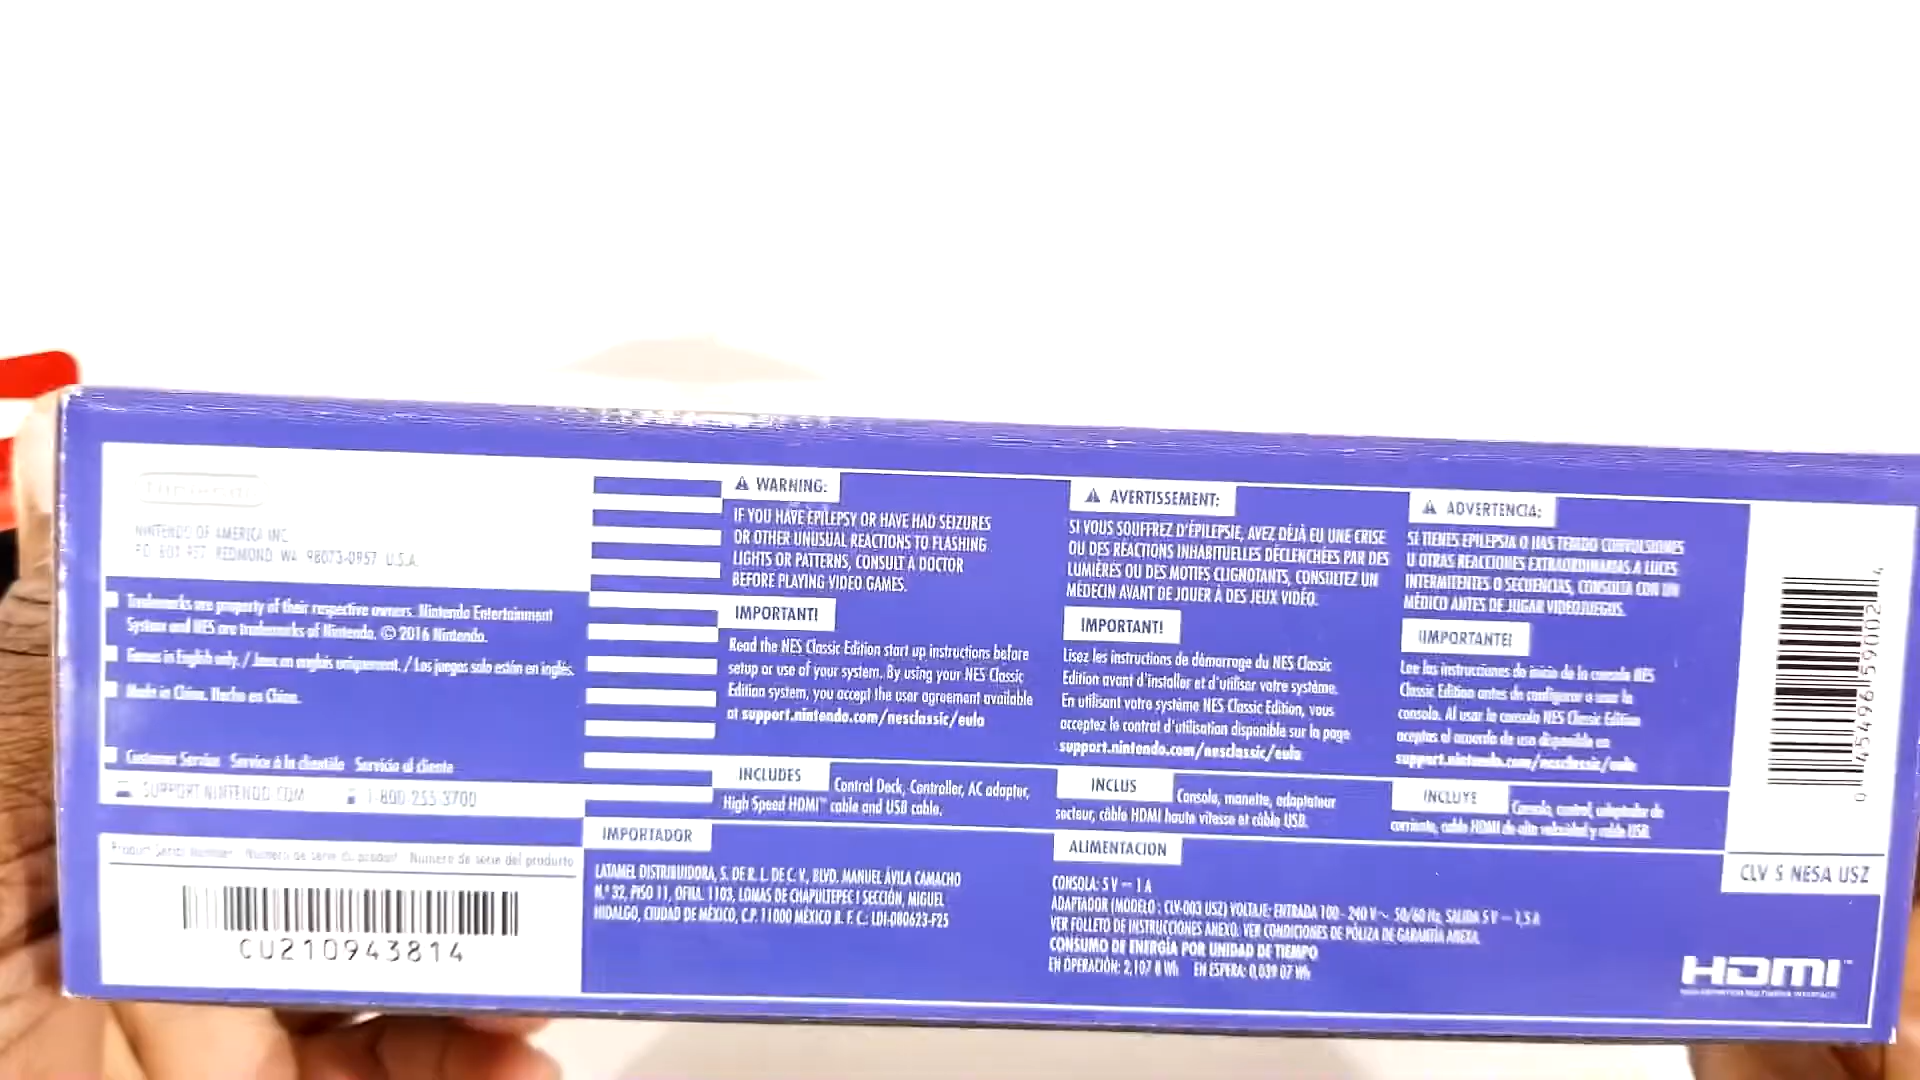 Nintendo
NINTENDO OF AMERICA INC.
P.O. BOX 957, REDMOND WA 98073-0957 U.S.A.
Trademarks are property of their respective owners. Nintendo Entertainment
System and NES are trademarks of Nintendo. © 2016 Nintendo.
Games in English only. / Jeux en anglais uniquement. / Los juegos solo están en inglés.
Made in China. Hecho en China.
Customer Service Service à la clientèle Servicio al cliente
SUPPORT.NINTENDO.COM 1-800-255-3700
Product Serial Number Numéro de série du produit Número de serie del producto
CU210943814
⚠ WARNING:
IF YOU HAVE EPILEPSY OR HAVE HAD SEIZURES
OR OTHER UNUSUAL REACTIONS TO FLASHING
LIGHTS OR PATTERNS, CONSULT A DOCTOR
BEFORE PLAYING VIDEO GAMES.
IMPORTANT!
Read the NES Classic Edition start up instructions before
setup or use of your system. By using your NES Classic
Edition system, you accept the user agreement available
at support.nintendo.com/nesclassic/eula
INCLUDES Control Deck, Controller, AC adapter,
High Speed HDMI™ cable and USB cable.
⚠ AVERTISSEMENT:
SI VOUS SOUFFREZ D'ÉPILEPSIE, AVEZ DÉJÀ EU UNE CRISE
OU DES RÉACTIONS INHABITUELLES DÉCLENCHÉES PAR DES
LUMIÈRES OU DES MOTIFS CLIGNOTANTS, CONSULTEZ UN
MÉDECIN AVANT DE JOUER À DES JEUX VIDÉO.
IMPORTANT!
Lisez les instructions de démarrage du NES Classic
Edition avant d'installer et d'utiliser votre système.
En utilisant votre système NES Classic Edition, vous
acceptez le contrat d'utilisation disponible sur la page
support.nintendo.com/nesclassic/eula
INCLUS Console, manette, adaptateur
secteur, câble HDMI haute vitesse et câble USB.
⚠ ADVERTENCIA:
SI TIENES EPILEPSIA O HAS TENIDO CONVULSIONES
U OTRAS REACCIONES EXTRAORDINARIAS A LUCES
INTERMITENTES O SECUENCIAS, CONSULTA CON UN
MÉDICO ANTES DE JUGAR VIDEOJUEGOS.
¡IMPORTANTE!
Lee las instrucciones de inicio de la consola NES
Classic Edition antes de configurar o usar la
consola. Al usar la consola NES Classic Edition
aceptas el acuerdo de uso disponible en
support.nintendo.com/nesclassic/eula
INCLUYE Consola, control, adaptador de
corriente, cable HDMI de alta velocidad y cable USB.
IMPORTADOR
LATAMEL DISTRIBUIDORA, S. DE R. L. DE C. V., BLVD. MANUEL ÁVILA CAMACHO
N.º 32, PISO 11, OFNA. 1103, LOMAS DE CHAPULTEPEC I SECCIÓN, MIGUEL
HIDALGO, CIUDAD DE MÉXICO, C.P. 11000 MÉXICO R. F. C.: LDI-080623-F25
ALIMENTACIÓN
CONSOLA: 5 V ⎓ 1 A
ADAPTADOR (MODELO : CLV-003 USZ) VOLTAJE: ENTRADA 100 - 240 V ~ 50/60 Hz, SALIDA 5 V ⎓ 1,5 A
VER FOLLETO DE INSTRUCCIONES ANEXO. VER CONDICIONES DE PÓLIZA DE GARANTÍA ANEXA.
CONSUMO DE ENERGÍA POR UNIDAD DE TIEMPO
EN OPERACIÓN: 2,107 8 Wh EN ESPERA: 0,039 07 Wh
0 45496 59002 4
CLV S NESA USZ
HDMI™
HIGH-DEFINITION MULTIMEDIA INTERFACE